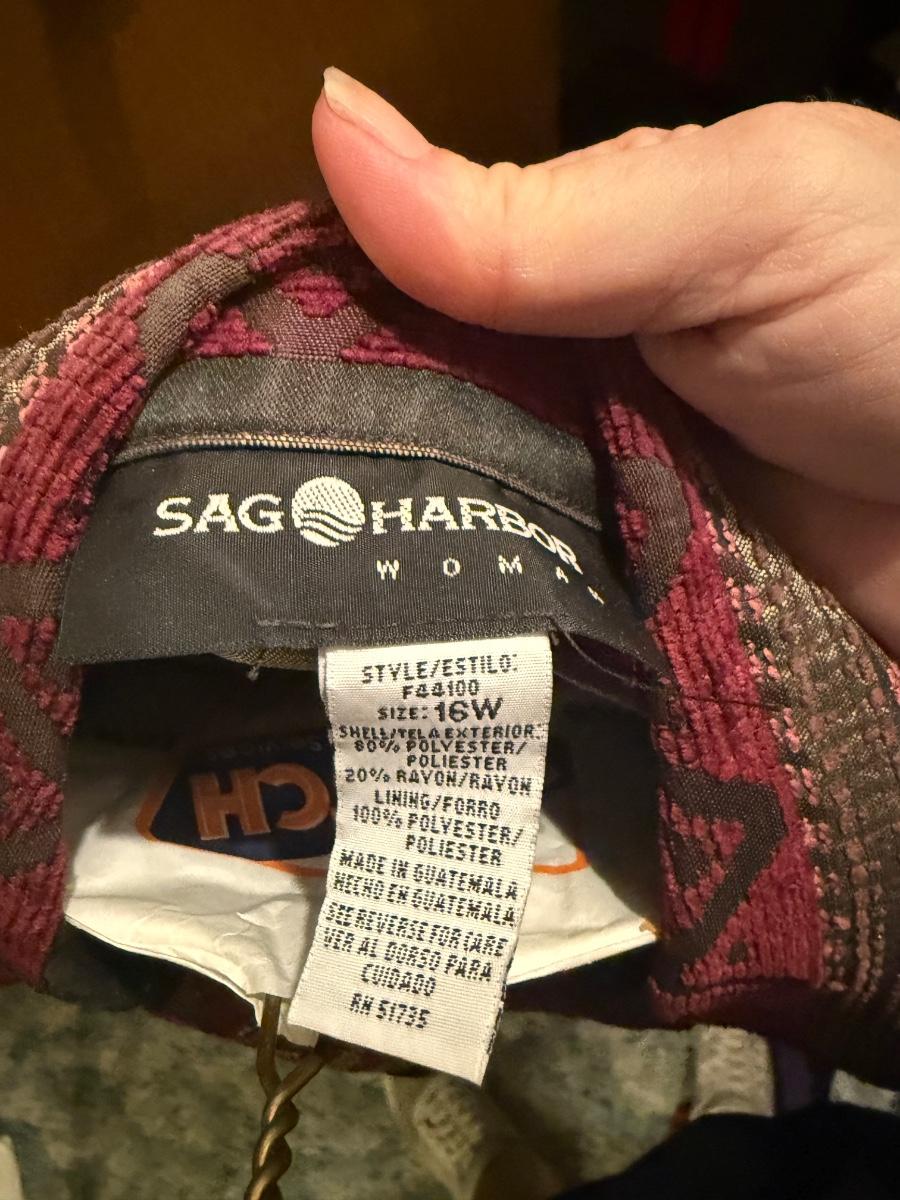 SAG HARBOR
WOMAN
STYLE/ESTILO:
F44100
SIZE: 16W
SHELL/TELA EXTERIOR:
80% POLYESTER/
POLIESTER
20% RAYON/RAYON
LINING/FORRO
100% POLYESTER/
POLIESTER
MADE IN GUATEMALA
HECHO EN GUATEMALA
SEE REVERSE FOR CARE
VER AL DORSO PARA
CUIDADO
RN 51735
Services